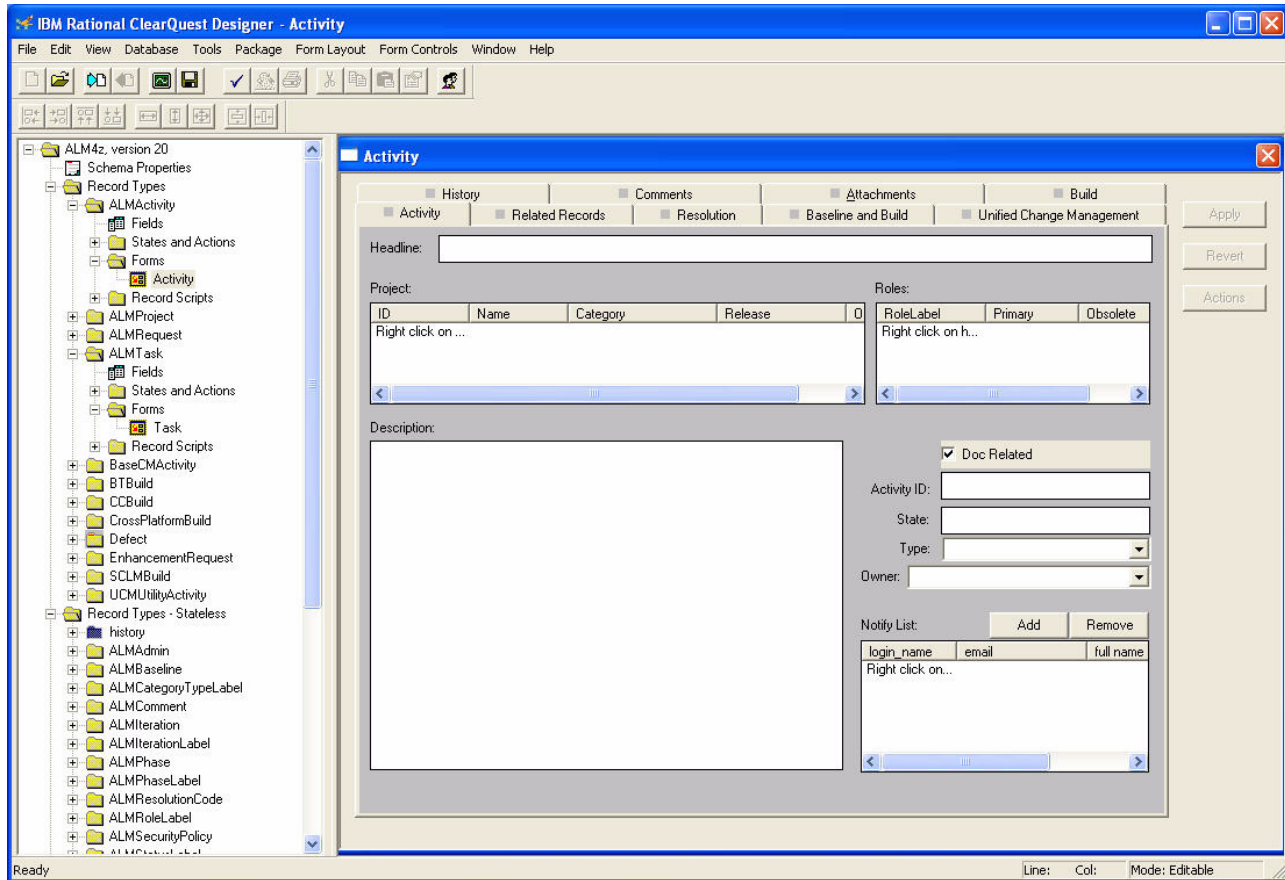 IBM Rational ClearQuest Designer - Activity
File Edit View Database Tools Package Form Layout Form Controls Window Help
ALM4z, version 20
Schema Properties
Record Types
ALMActivity
Fields
States and Actions
Forms
Activity
Record Scripts
ALMProject
ALMRequest
ALMTask
Fields
States and Actions
Forms
Task
Record Scripts
BaseCMActivity
BTBuild
CCBuild
CrossPlatformBuild
Defect
EnhancementRequest
SCLMBuild
UCMUtilityActivity
Record Types - Stateless
history
ALMAdmin
ALMBaseline
ALMCategoryTypeLabel
ALMComment
ALMIteration
ALMIterationLabel
ALMPhase
ALMPhaseLabel
ALMResolutionCode
ALMRoleLabel
ALMSecurityPolicy
Activity
History Comments Attachments Build
Activity Related Records Resolution Baseline and Build Unified Change Management
Apply
Revert
Actions
Headline:
Project: Roles:
ID Name Category Release O RoleLabel Primary Obsolete
Right click on ... Right click on h...
Description:
Doc Related
Activity ID:
State:
Type:
Owner:
Notify List: Add Remove
login_name email full name
Right click on...
Ready Line: Col: Mode: Editable